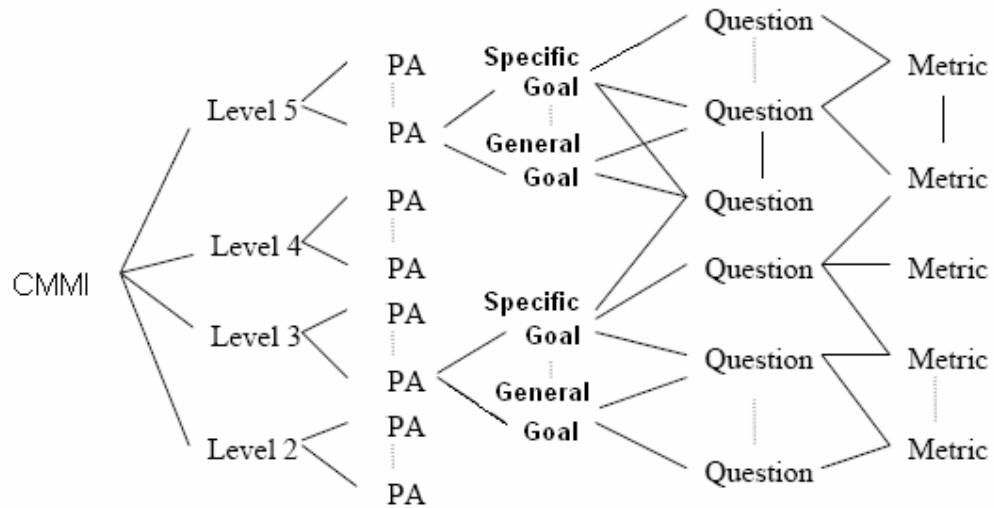 CMMI
Level 5
Level 4
Level 3
Level 2
PA
PA
PA
PA
PA
PA
PA
PA
Specific
Goal
General
Goal
Specific
Goal
General
Goal
Question
Question
Question
Question
Question
Question
Metric
Metric
Metric
Metric
Metric